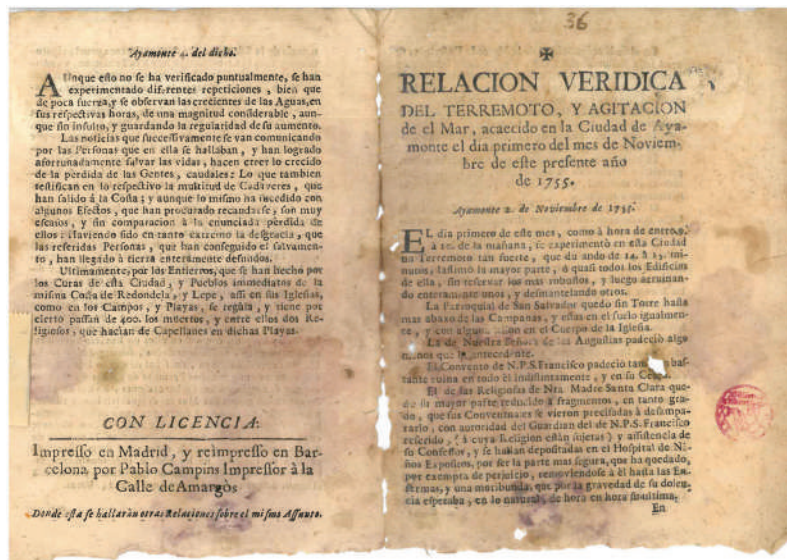 Ayamonte 4. del dicho.
AUnque esto no se ha verificado puntualmente, se han
experimentado diferentes repeticiones, bien que
de poca fuerza, y se observan las crecientes de las Aguas, en
sus respectivas horas, de una magnitud considerable, aun-
que sin insulto, y guardando la regularidad de su aumento.
Las noticias que successivamente se van comunicando
por las Personas que en ella se hallaban, y han logrado
afortunadamente salvar las vidas, hacen creer lo crecido
de la perdida de las Gentes, caudales: Lo que tambien
testifican en lo respectivo la multitud de Cadaveres, que
han salido à la Costa; y aunque lo mismo ha sucedido con
algunos Efectos, que han procurado recaudarse, son muy
escasos, y sin comparacion à la enunciada pèrdida de
ellos: Haviendo sido en tanto extremo la desgracia, que
las referidas Personas, que han conseguido el salvamen-
to, han llegado à tierra enteramente desnudos.
Ultimamente, por los Entierros, que se han hecho por
los Curas de esta Ciudad, y Pueblos immediatos de la
misma Costa de Redondela, y Lepe, assi en sus Iglesias,
como en los Campos, y Playas, se regula, y tiene por
cierto passan de 400. los muertos, y entre ellos dos Re-
ligiosos, que hacian de Capellanes en dichas Playas.
CON LICENCIA:
Impresso en Madrid, y reimpresso en Bar-
celona, por Pablo Campins Impressor à la
Calle de Amargòs
Donde esta se hallaràn otras Relaciones sobre el mismo Assunto.
36
RELACION VERIDICA
DEL TERREMOTO, Y AGITACION
de el Mar, acaecido en la Ciudad de Aya-
monte el dia primero del mes de Noviem-
bre de este presente año
de 1755.
Ayamonte 2. de Noviembre de 1755.
EL dia primero de este mes, como à hora de entre 9.
à 10. de la mañana, se experimentò en esta Ciudad
un Terremoto tan fuerte, que durando de 14. à 15. mi-
nutos, lastimò la mayor parte, ò quasi todos los Edificios
de ella, sin reservar los mas robustos, y luego arruinan-
do enteramente unos, y desmantelando otros.
La Parroquial de San Salvador quedo sin Torre hasta
mas abaxo de las Campanas, y estas en el suelo igualmen-
te, y con en el Cuerpo de la Iglesia.
La de Nuestra Señora de las Angustias padeciò algo
menos que la antecedente.
El Convento de N.P.S. Francisco padeciò tambien bas-
tante ruina en todo èl indistintamente, y en su Cerca.
El de las Religiosas de Nra. Madre Santa Clara que-
dò su mayor parte reducido à fragmentos, en tanto gra-
do, que sus Conventuales se vieron precisadas à desampa-
rarlo, con autoridad del Guardian del de N.P.S. Francisco
referido, (à cuya Religion estàn sujetas) y assistencia de
su Confessor, y se hallan depositadas en el Hospital de Ni-
ños Expositos, por ser la parte mas segura, que ha quedado,
por exempta de perjuicio, removiendose à èl hasta las En-
fermas, y una moribunda, que por la gravedad de su dolen-
cia esperaba, en lo natural, de hora en hora su ultima.
En